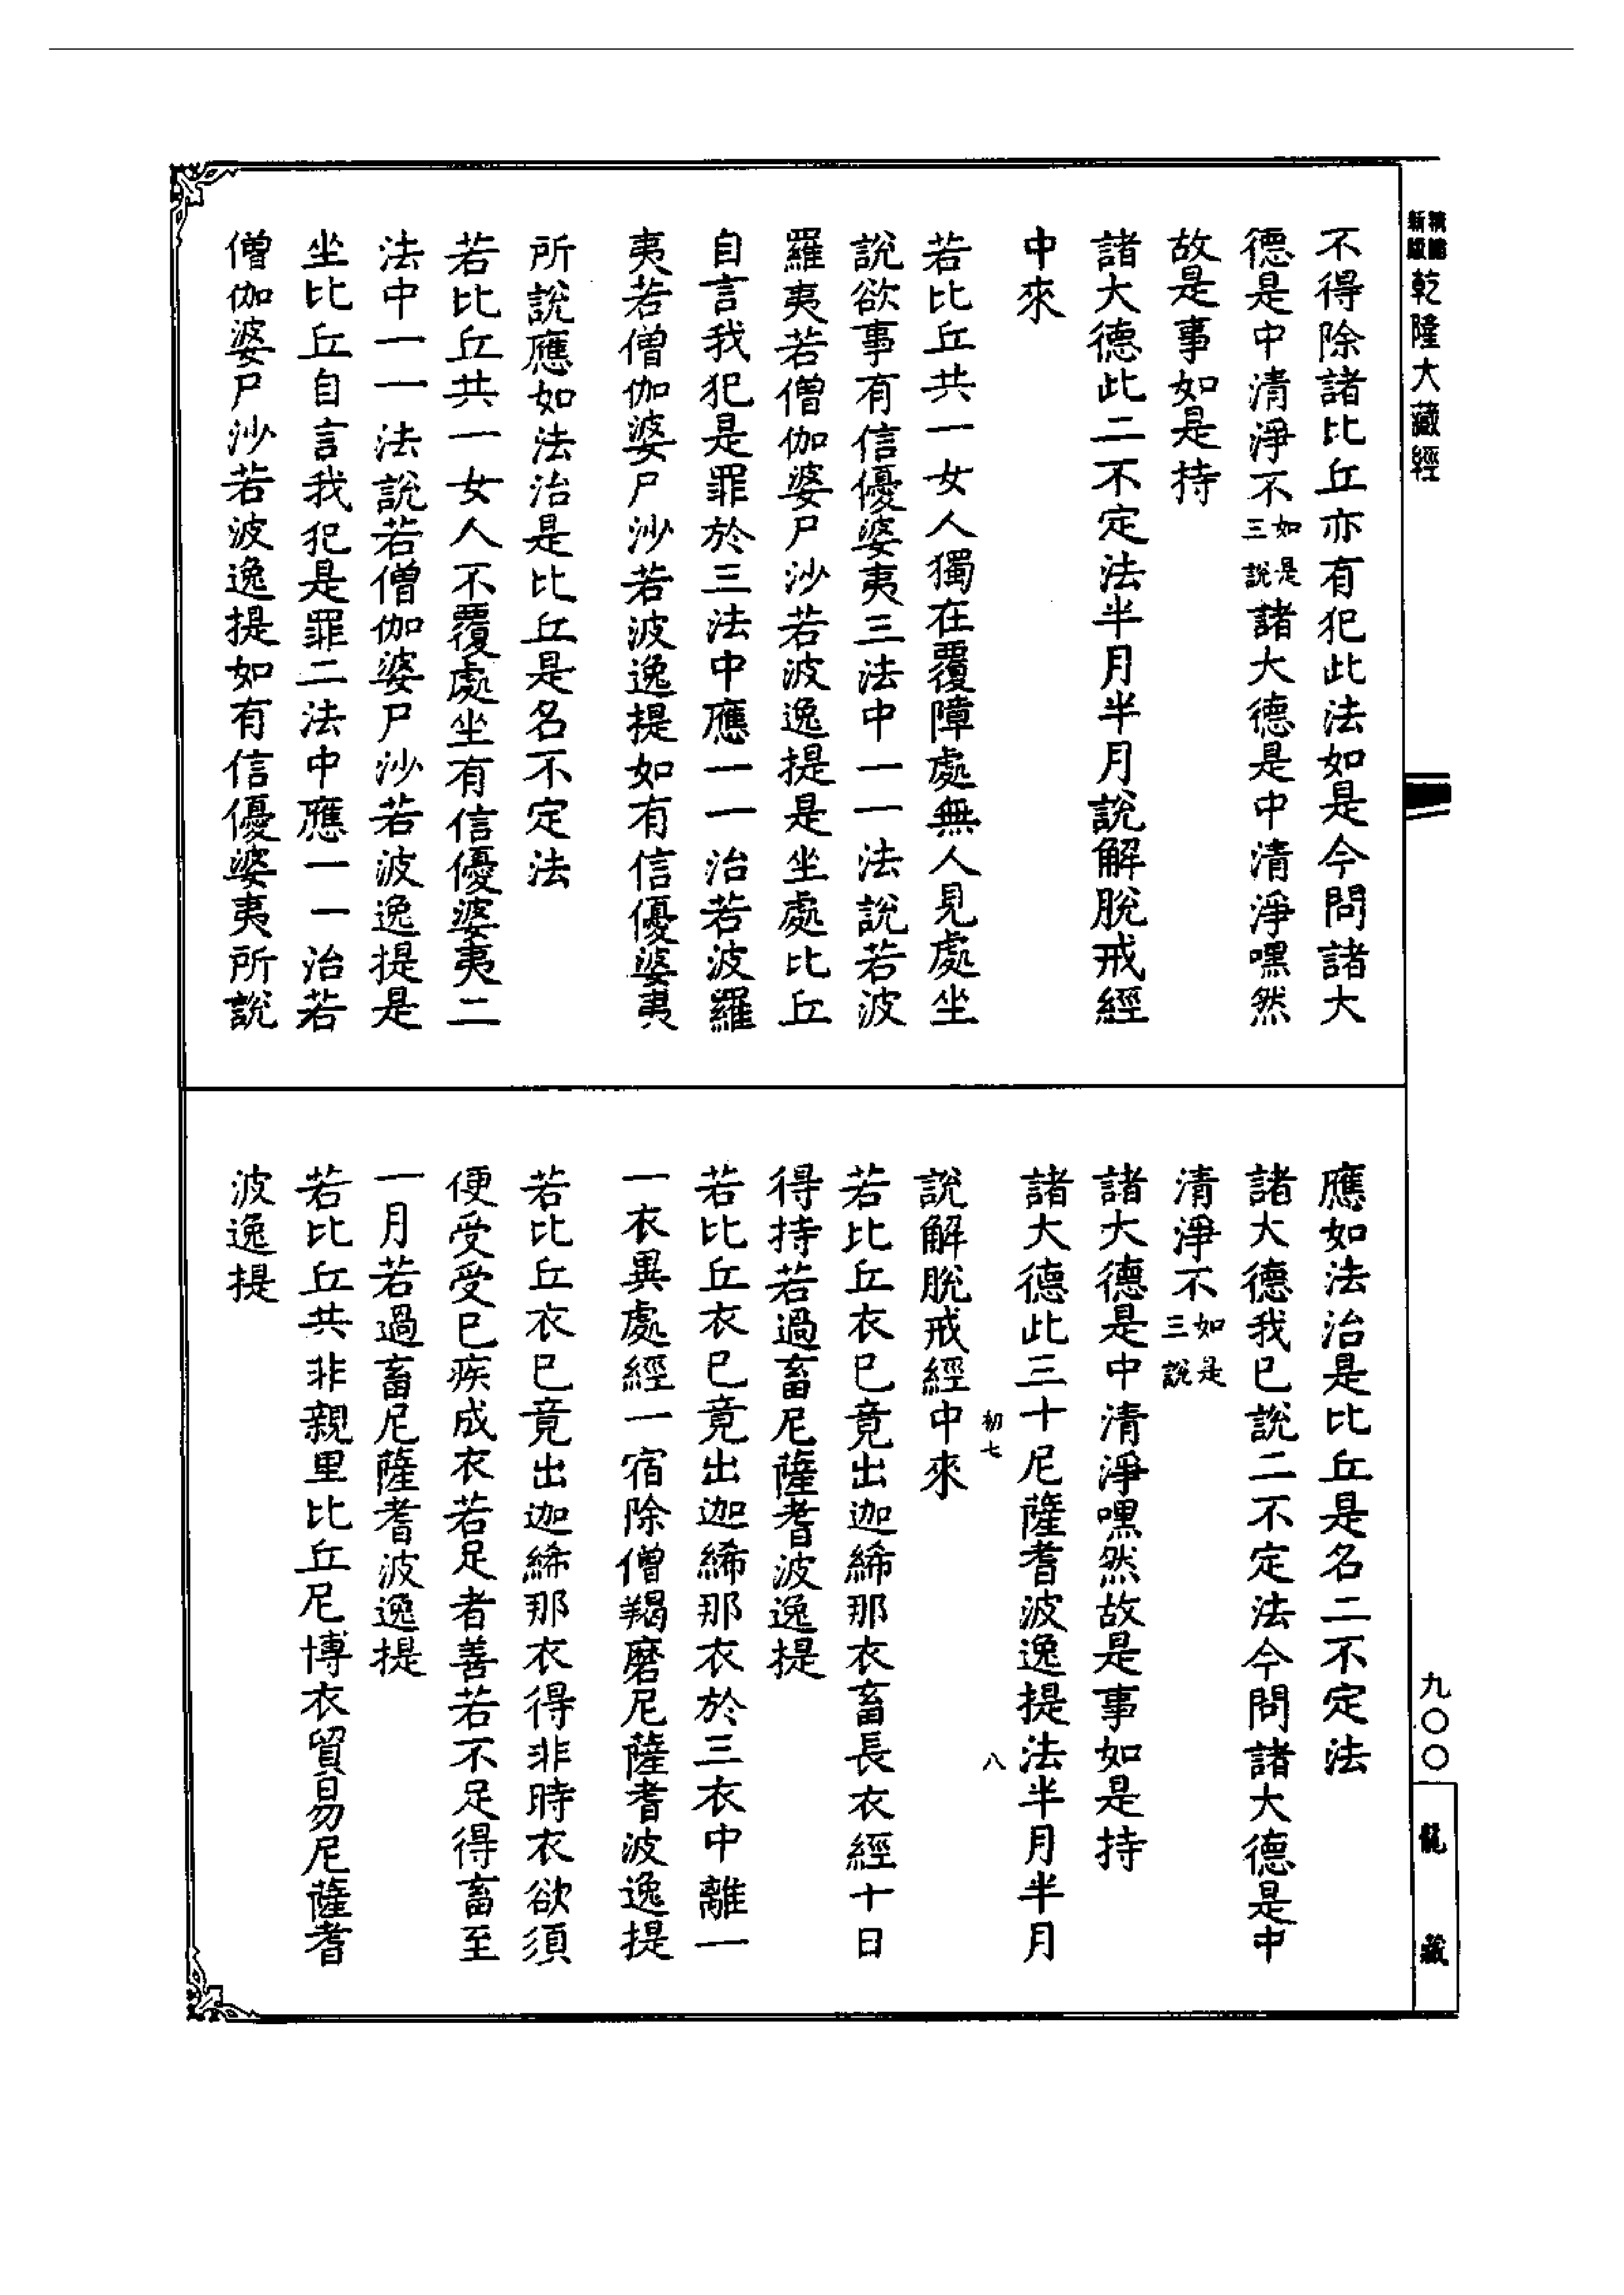 新版精縮乾隆大藏經
不得除諸比丘亦有犯此法如是今問諸大
德是中清淨不如是三說諸大德是中清淨嘿然
故是事如是持
諸大德此二不定法半月半月說解脫戒經
中來
若比丘共一女人獨在覆障處無人見處坐
說欲事有信優婆夷三法中一一法說若波
羅夷若僧伽婆尸沙若波逸提是坐處比丘
自言我犯是罪於三法中應一一治若波羅
夷若僧伽婆尸沙若波逸提如有信優婆夷
所說應如法治是比丘是名不定法
若比丘共一女人不覆處坐有信優婆夷二
法中一一法說若僧伽婆尸沙若波逸提是
坐比丘自言我犯是罪二法中應一一治若
僧伽婆尸沙若波逸提如有信優婆夷所說
應如法治是比丘是名二不定法
諸大德我已說二不定法今問諸大德是中
清淨不如是三說
諸大德是中清淨嘿然故是事如是持
諸大德此三十尼薩耆波逸提法半月半月
初七 八
說解脫戒經中來
若比丘衣已竟出迦絺那衣畜長衣經十日
得持若過畜尼薩耆波逸提
若比丘衣已竟出迦絺那衣於三衣中離一
一衣異處經一宿除僧羯磨尼薩耆波逸提
若比丘衣已竟出迦絺那衣得非時衣欲須
便受受已疾成衣若足者善若不足得畜至
一月若過畜尼薩耆波逸提
若比丘共非親里比丘尼博衣貿易尼薩耆
波逸提
九〇〇
龍藏